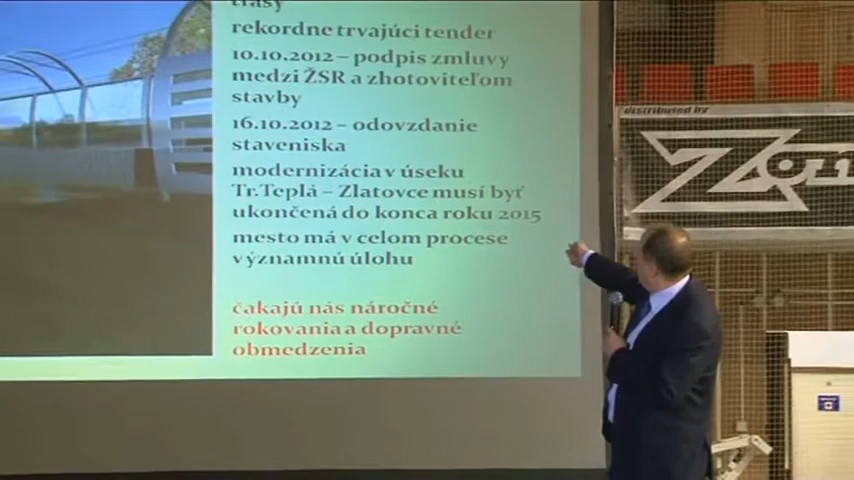 trasy
rekordne trvajúci tender
10.10.2012 – podpis zmluvy
medzi ŽSR a zhotoviteľom
stavby
16.10.2012 – odovzdanie
staveniska
modernizácia v úseku
Tr.Teplá – Zlatovce musí byť
ukončená do konca roku 2015
mesto má v celom procese
významnú úlohu
čakajú nás náročné
rokovania a dopravné
obmedzenia
distributed by